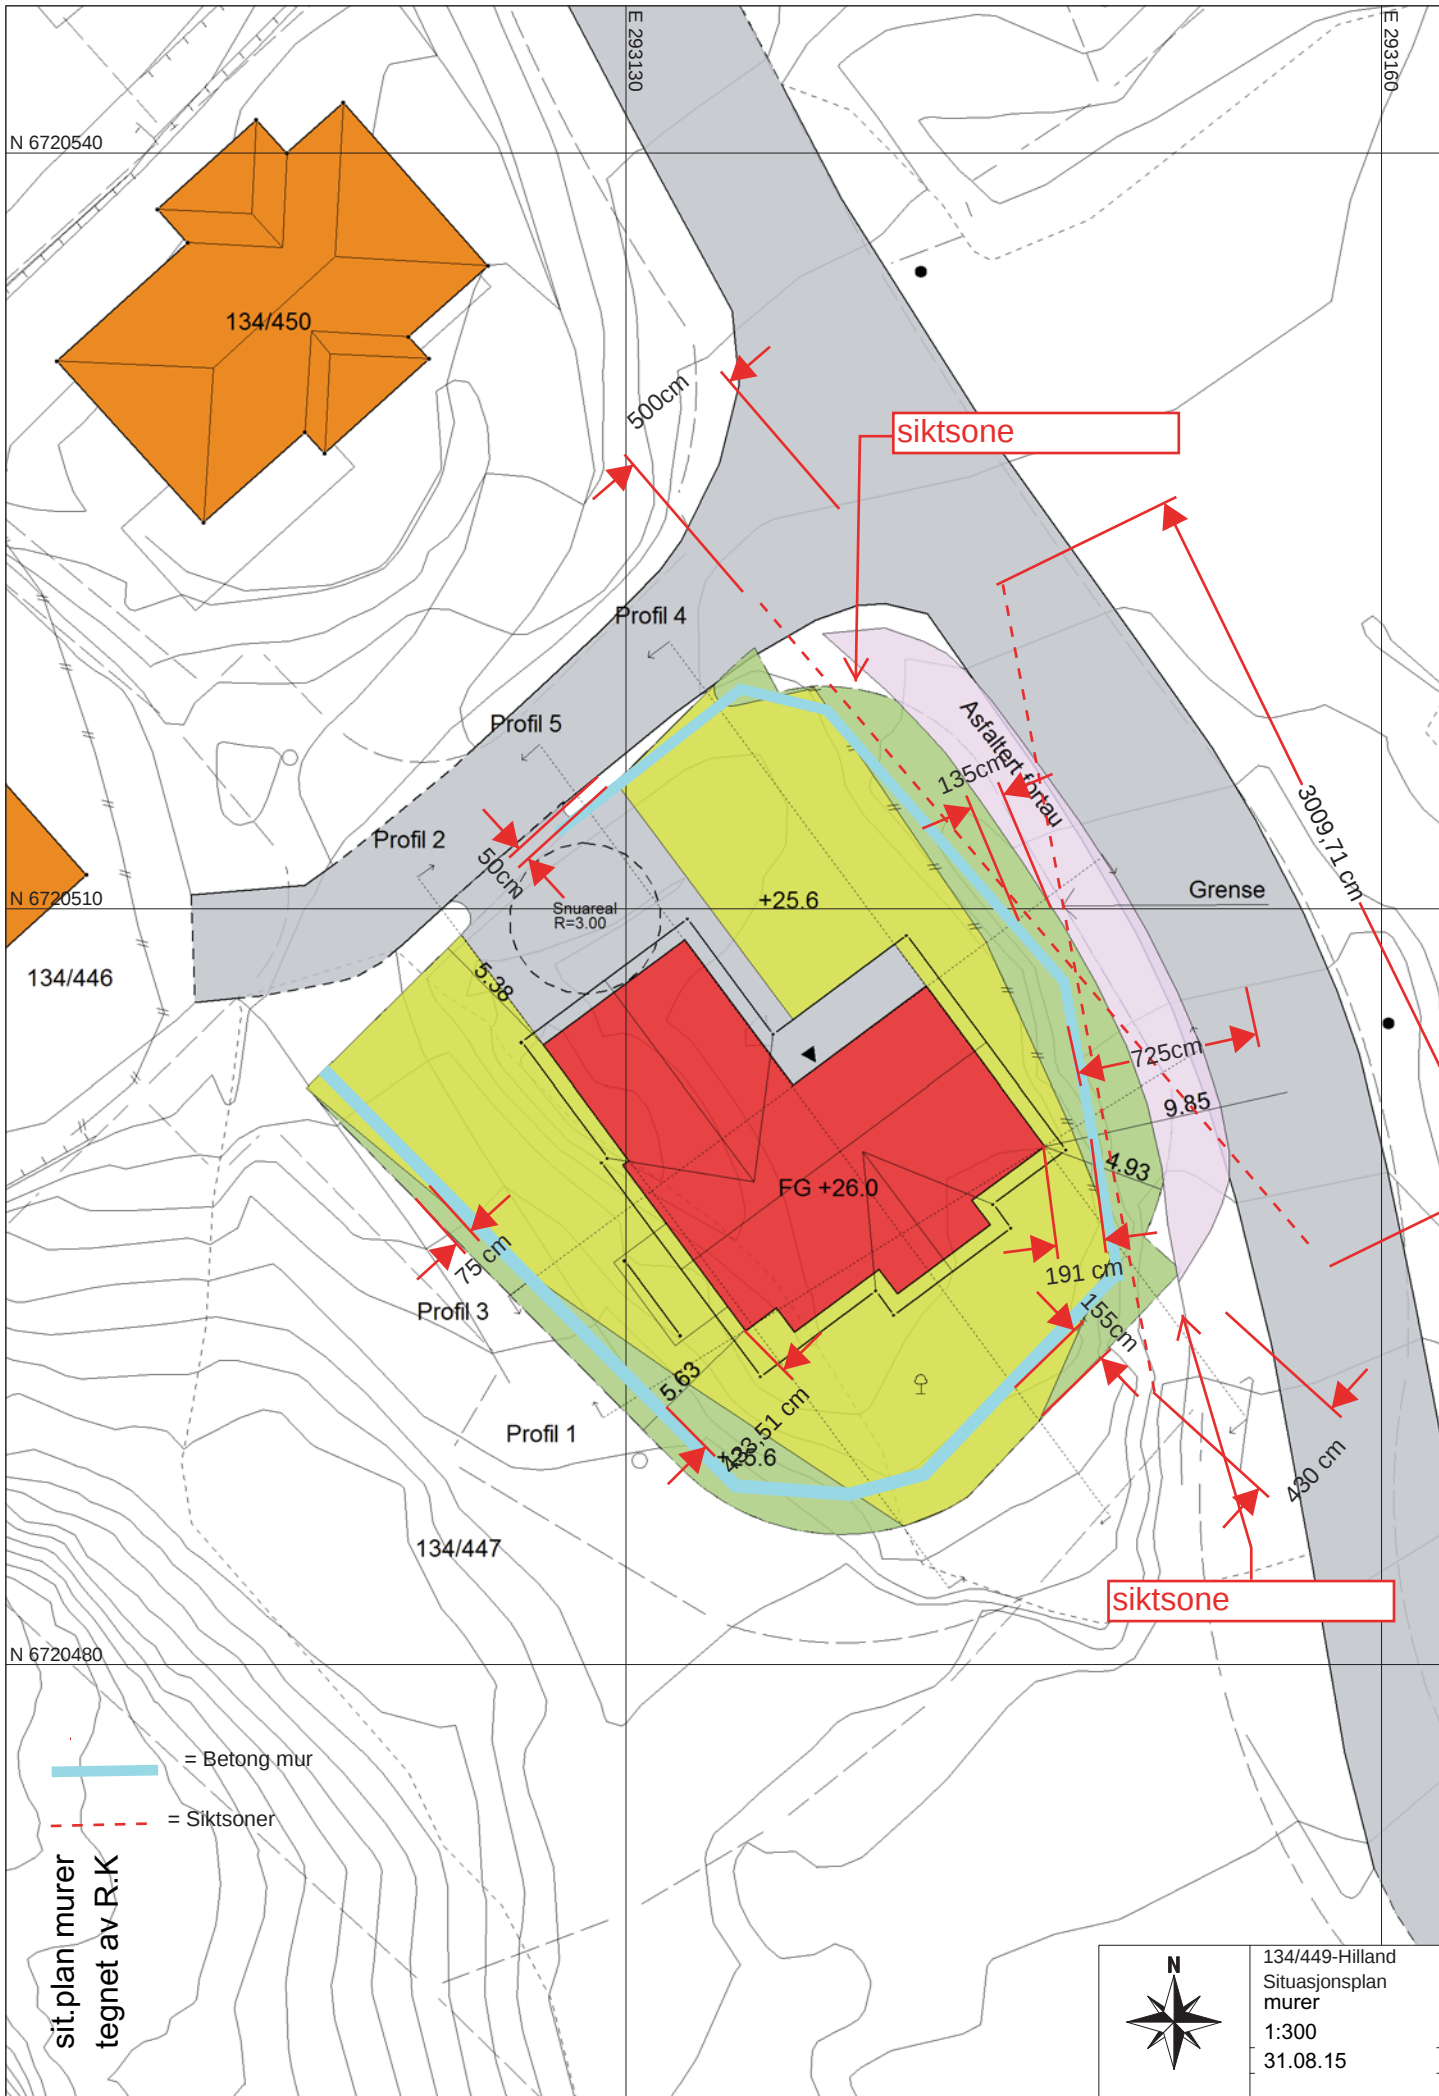 E 293130
E 293160
N 6720540
134/450
500cm
siktsone
Profil 4
Profil 5
Asfaltert fortau
135cm
3009,71 cm
Profil 2
50cm
N 6720510
Snuareal
R=3.00
+25.6
Grense
134/446
5.38
725cm
9.85
4.93
FG +26.0
75 cm
191 cm
155cm
Profil 3
5.63
433,51 cm
+25.6
Profil 1
430 cm
134/447
siktsone
N 6720480
= Betong mur
= Siktsoner
sit.plan murer
tegnet av R.K
N
134/449-Hilland
Situasjonsplan
murer
1:300
31.08.15